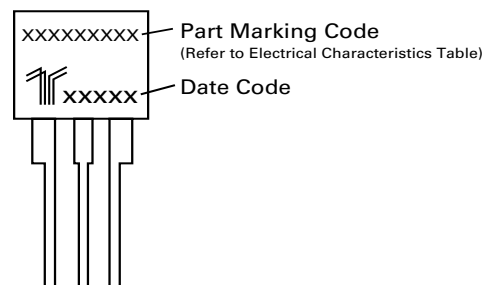 xxxxxxxxx
Part Marking Code
(Refer to Electrical Characteristics Table)
xxxxx
Date Code